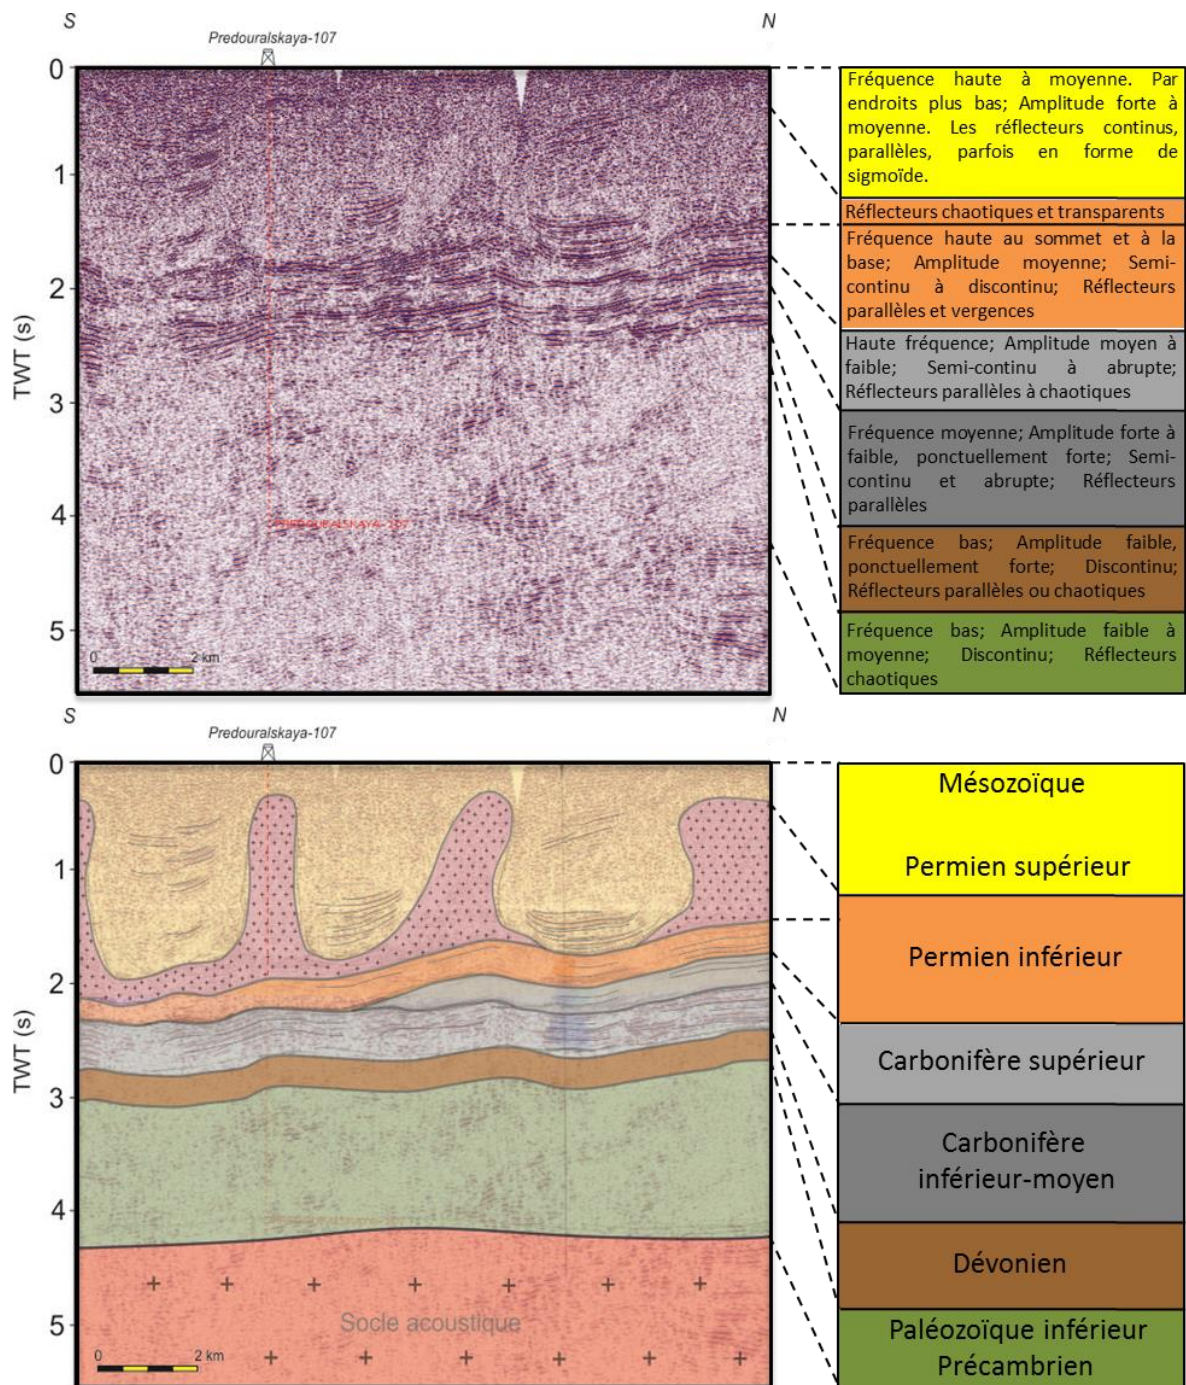 S
N
Predouralskaya-107
0
1
2
3
4
5
TWT (s)
PREDOURALSKAYA-107
0
2 km
Fréquence haute à moyenne. Par
endroits plus bas; Amplitude forte à
moyenne. Les réflecteurs continus,
parallèles, parfois en forme de
sigmoïde.
Réflecteurs chaotiques et transparents
Fréquence haute au sommet et à la
base; Amplitude moyenne; Semi-
continu à discontinu; Réflecteurs
parallèles et vergences
Haute fréquence; Amplitude moyen à
faible; Semi-continu à abrupte;
Réflecteurs parallèles à chaotiques
Fréquence moyenne; Amplitude forte à
faible, ponctuellement forte; Semi-
continu et abrupte; Réflecteurs
parallèles
Fréquence bas; Amplitude faible,
ponctuellement forte; Discontinu;
Réflecteurs parallèles ou chaotiques
Fréquence bas; Amplitude faible à
moyenne; Discontinu; Réflecteurs
chaotiques
S
N
Predouralskaya-107
0
1
2
3
4
5
TWT (s)
Socle acoustique
0
2 km
Mésozoïque
Permien supérieur
Permien inférieur
Carbonifère supérieur
Carbonifère
inférieur-moyen
Dévonien
Paléozoïque inférieur
Précambrien